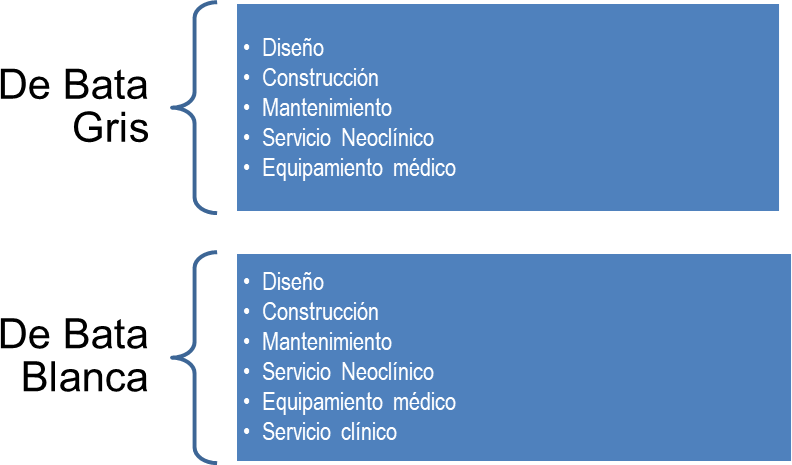 De Bata
Gris
• Diseño
• Construcción
• Mantenimiento
• Servicio Neoclínico
• Equipamiento médico
De Bata
Blanca
• Diseño
• Construcción
• Mantenimiento
• Servicio Neoclínico
• Equipamiento médico
• Servicio clínico